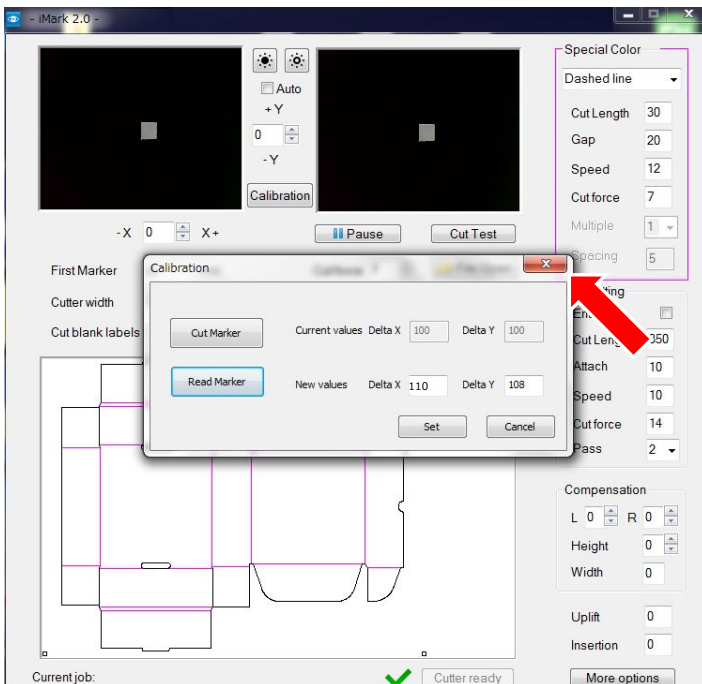 - iMark 2.0 -
Special Color
Dashed line
Auto
+ Y
0
- Y
Calibration
Cut Length 30
Gap 20
Speed 12
Cut force 7
Multiple 1
Spacing 5
-X 0 X+
Pause
Cut Test
First Marker
Cutter width
Cut blank labels
Calibration
Cut Marker
Current values Delta X 100 Delta Y 100
Read Marker
New values Delta X 110 Delta Y 108
Set
Cancel
Cut Leng 350
Attach 10
Speed 10
Cut force 14
Pass 2
Compensation
L 0 R 0
Height 0
Width 0
Uplift 0
Insertion 0
Current job:
Cutter ready
More options